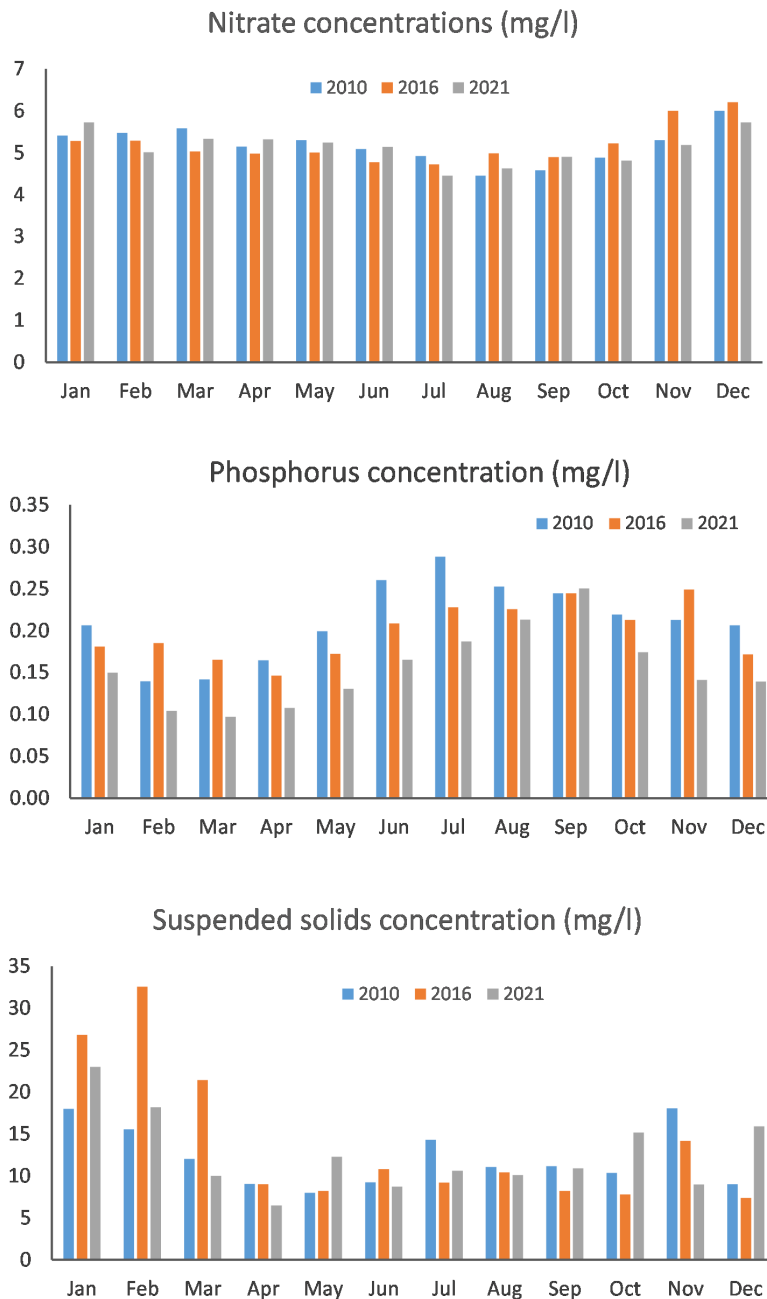 Nitrate concentrations (mg/l)
7
6
5
4
3
2
1
0
2010 2016 2021
Jan Feb Mar Apr May Jun Jul Aug Sep Oct Nov Dec
Phosphorus concentration (mg/l)
0.35
0.30
0.25
0.20
0.15
0.10
0.05
0.00
2010 2016 2021
Jan Feb Mar Apr May Jun Jul Aug Sep Oct Nov Dec
Suspended solids concentration (mg/l)
35
30
25
20
15
10
5
0
2010 2016 2021
Jan Feb Mar Apr May Jun Jul Aug Sep Oct Nov Dec